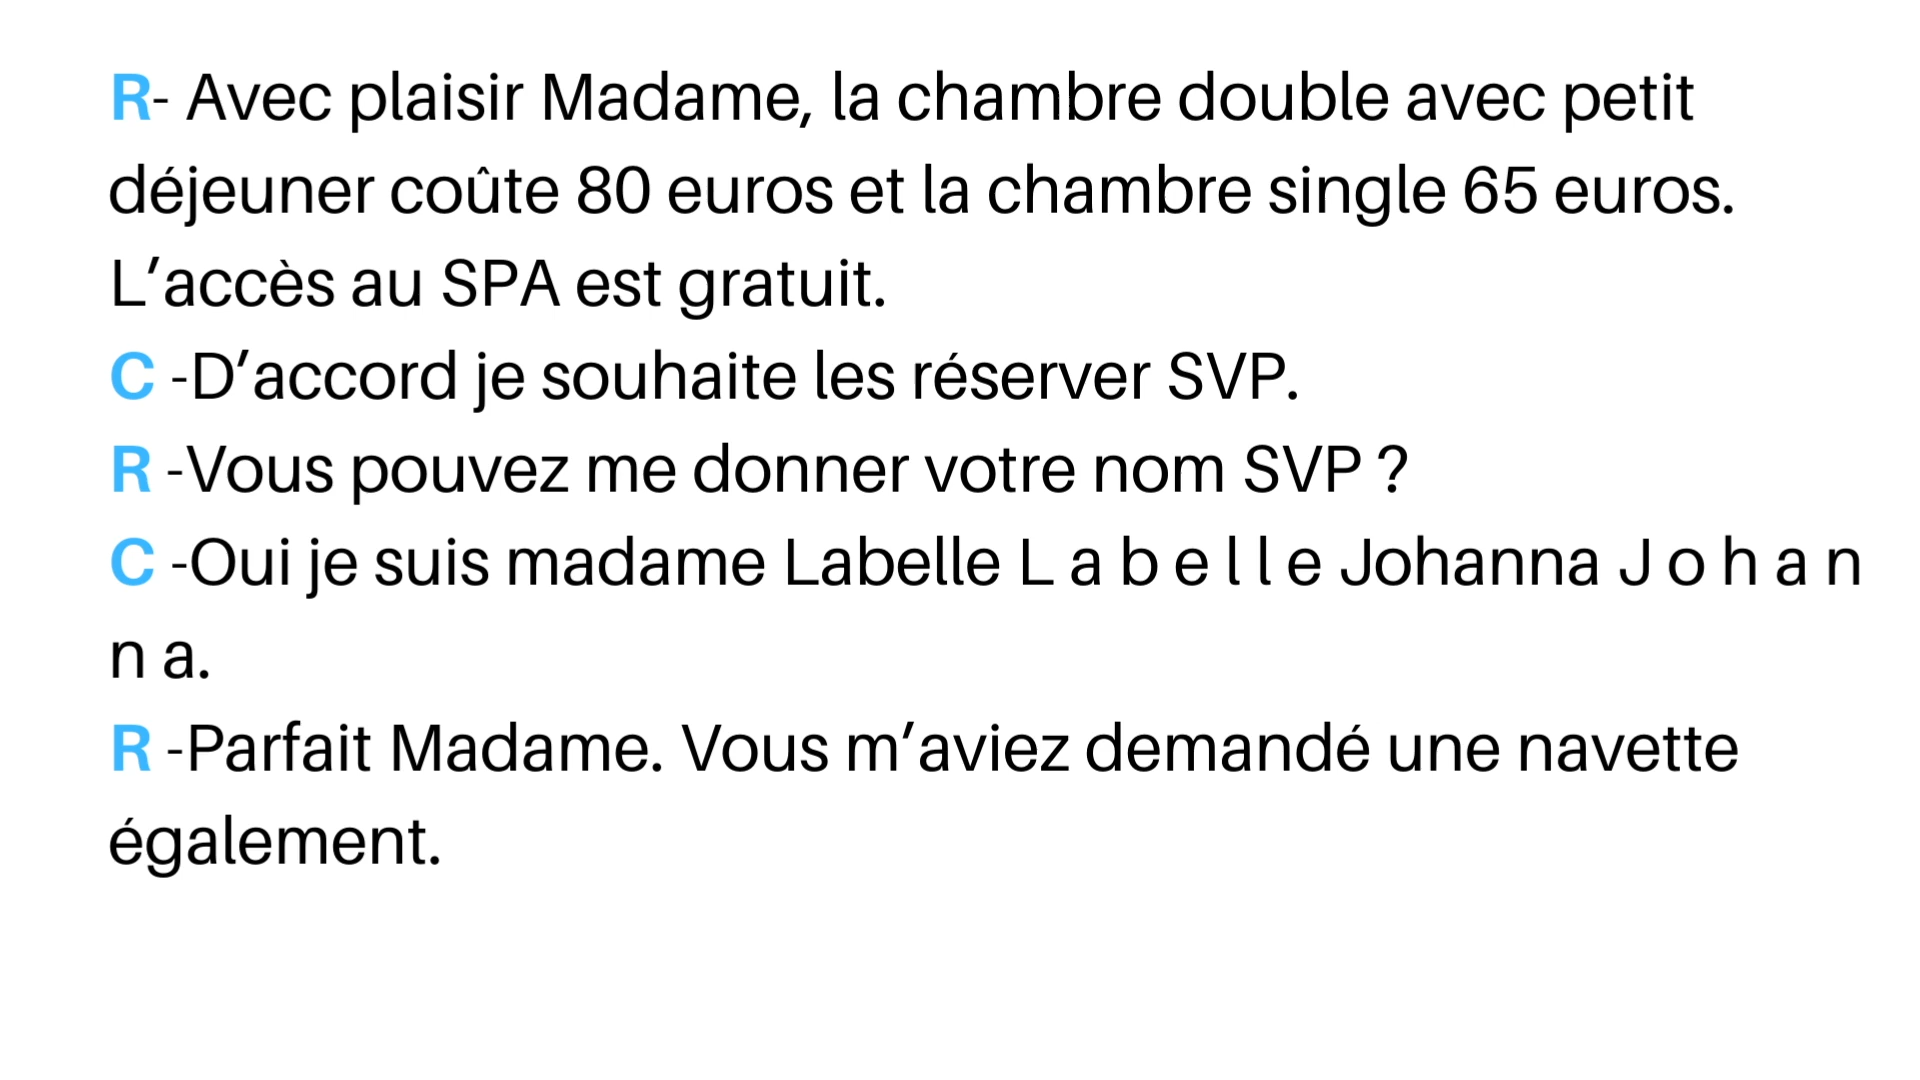 R- Avec plaisir Madame, la chambre double avec petit
déjeuner coûte 80 euros et la chambre single 65 euros.
L’accès au SPA est gratuit.
C -D’accord je souhaite les réserver SVP.
R -Vous pouvez me donner votre nom SVP ?
C -Oui je suis madame Labelle L a b e l l e Johanna J o h a n
n a.
R -Parfait Madame. Vous m’aviez demandé une navette
également.